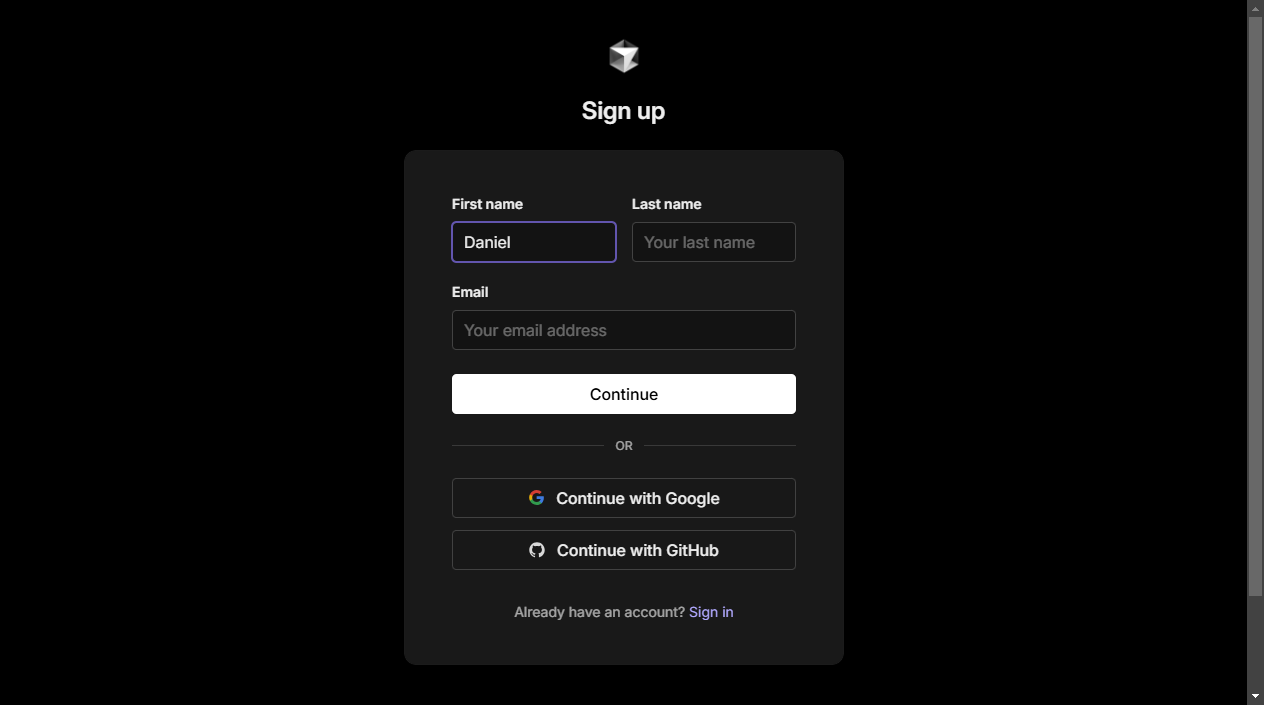 Sign up
First name
Last name
Daniel
Your last name
Email
Your email address
Continue
OR
Continue with Google
Continue with GitHub
Already have an account? Sign in